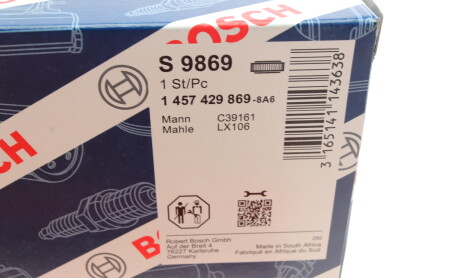 BOSCH
S 9869
1 St/Pc
1 457 429 869-8A6
Mann C39161
Mahle LX106
3 165141 143638
Robert Bosch GmbH
Auf der Breit 4
76227 Karlsruhe
Germany
Made in South Africa
Fabriqué en Afrique du Sud
BOSCH